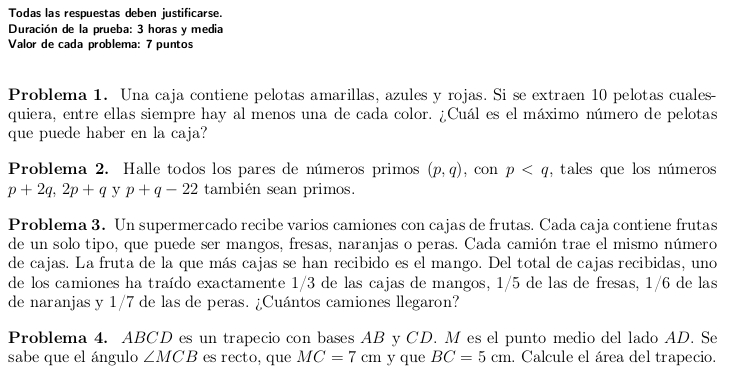 Todas las respuestas deben justificarse.
Duración de la prueba: 3 horas y media
Valor de cada problema: 7 puntos
Problema 1. Una caja contiene pelotas amarillas, azules y rojas. Si se extraen 10 pelotas cuales-
quiera, entre ellas siempre hay al menos una de cada color. ¿Cuál es el máximo número de pelotas
que puede haber en la caja?
Problema 2. Halle todos los pares de números primos (p, q), con p < q, tales que los números
p + 2q, 2p + q y p + q − 22 también sean primos.
Problema 3. Un supermercado recibe varios camiones con cajas de frutas. Cada caja contiene frutas
de un solo tipo, que puede ser mangos, fresas, naranjas o peras. Cada camión trae el mismo número
de cajas. La fruta de la que más cajas se han recibido es el mango. Del total de cajas recibidas, uno
de los camiones ha traído exactamente 1/3 de las cajas de mangos, 1/5 de las de fresas, 1/6 de las
de naranjas y 1/7 de las de peras. ¿Cuántos camiones llegaron?
Problema 4. ABCD es un trapecio con bases AB y CD. M es el punto medio del lado AD. Se
sabe que el ángulo ∠MCB es recto, que MC = 7 cm y que BC = 5 cm. Calcule el área del trapecio.